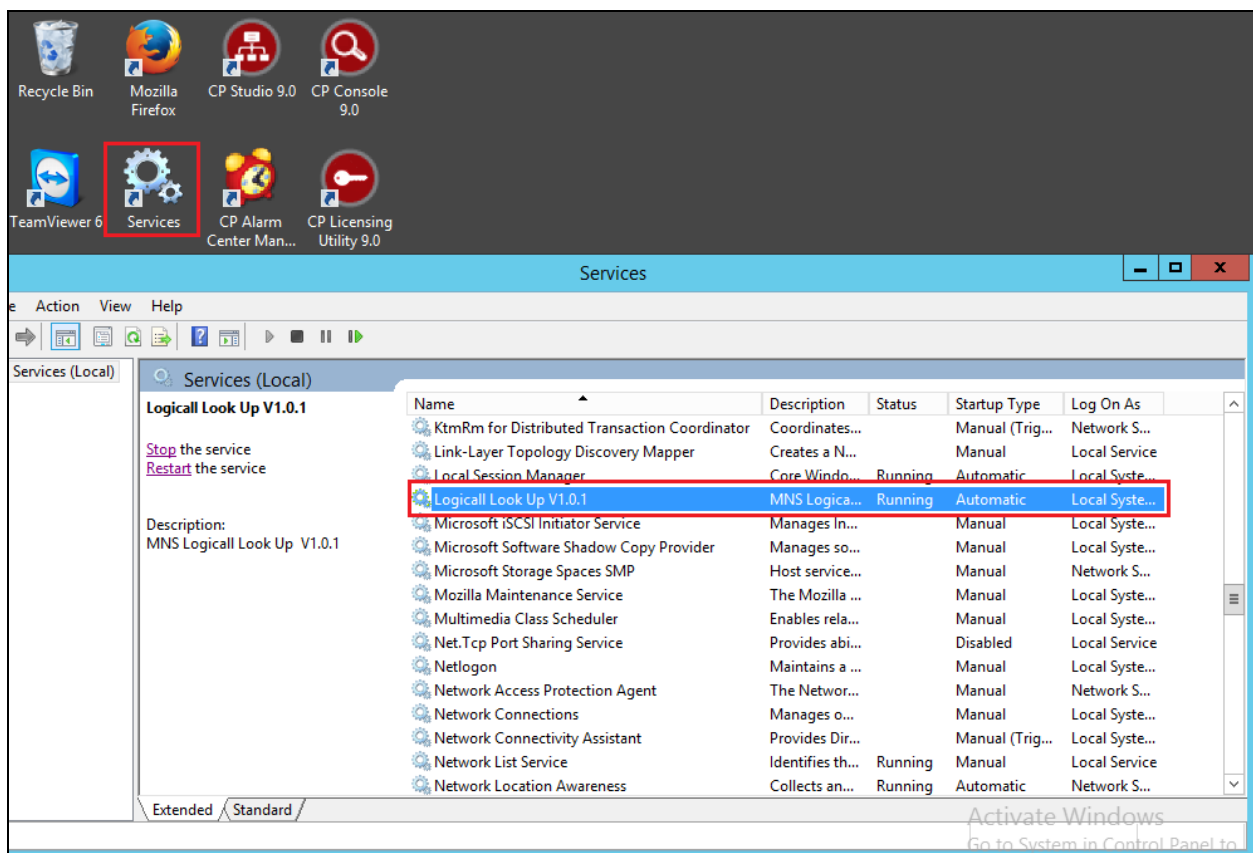 Recycle Bin
Mozilla
Firefox
CP Studio 9.0
CP Console
9.0
TeamViewer 6
Services
CP Alarm
Center Man...
CP Licensing
Utility 9.0
Services
e Action View Help
Services (Local)
Services (Local)
Logicall Look Up V1.0.1
Stop the service
Restart the service
Description:
MNS Logicall Look Up V1.0.1
Name Description Status Startup Type Log On As
KtmRm for Distributed Transaction Coordinator Coordinates... Manual (Trig... Network S...
Link-Layer Topology Discovery Mapper Creates a N... Manual Local Service
Local Session Manager Core Windo... Running Automatic Local Syste...
Logicall Look Up V1.0.1 MNS Logica... Running Automatic Local Syste...
Microsoft iSCSI Initiator Service Manages In... Manual Local Syste...
Microsoft Software Shadow Copy Provider Manages so... Manual Local Syste...
Microsoft Storage Spaces SMP Host service... Manual Network S...
Mozilla Maintenance Service The Mozilla ... Manual Local Syste...
Multimedia Class Scheduler Enables rela... Manual Local Syste...
Net.Tcp Port Sharing Service Provides abi... Disabled Local Service
Netlogon Maintains a ... Manual Local Syste...
Network Access Protection Agent The Networ... Manual Network S...
Network Connections Manages o... Manual Local Syste...
Network Connectivity Assistant Provides Dir... Manual (Trig... Local Syste...
Network List Service Identifies th... Running Manual Local Service
Network Location Awareness Collects an... Running Automatic Network S...
Extended Standard
Activate Windows
Go to System in Control Panel to